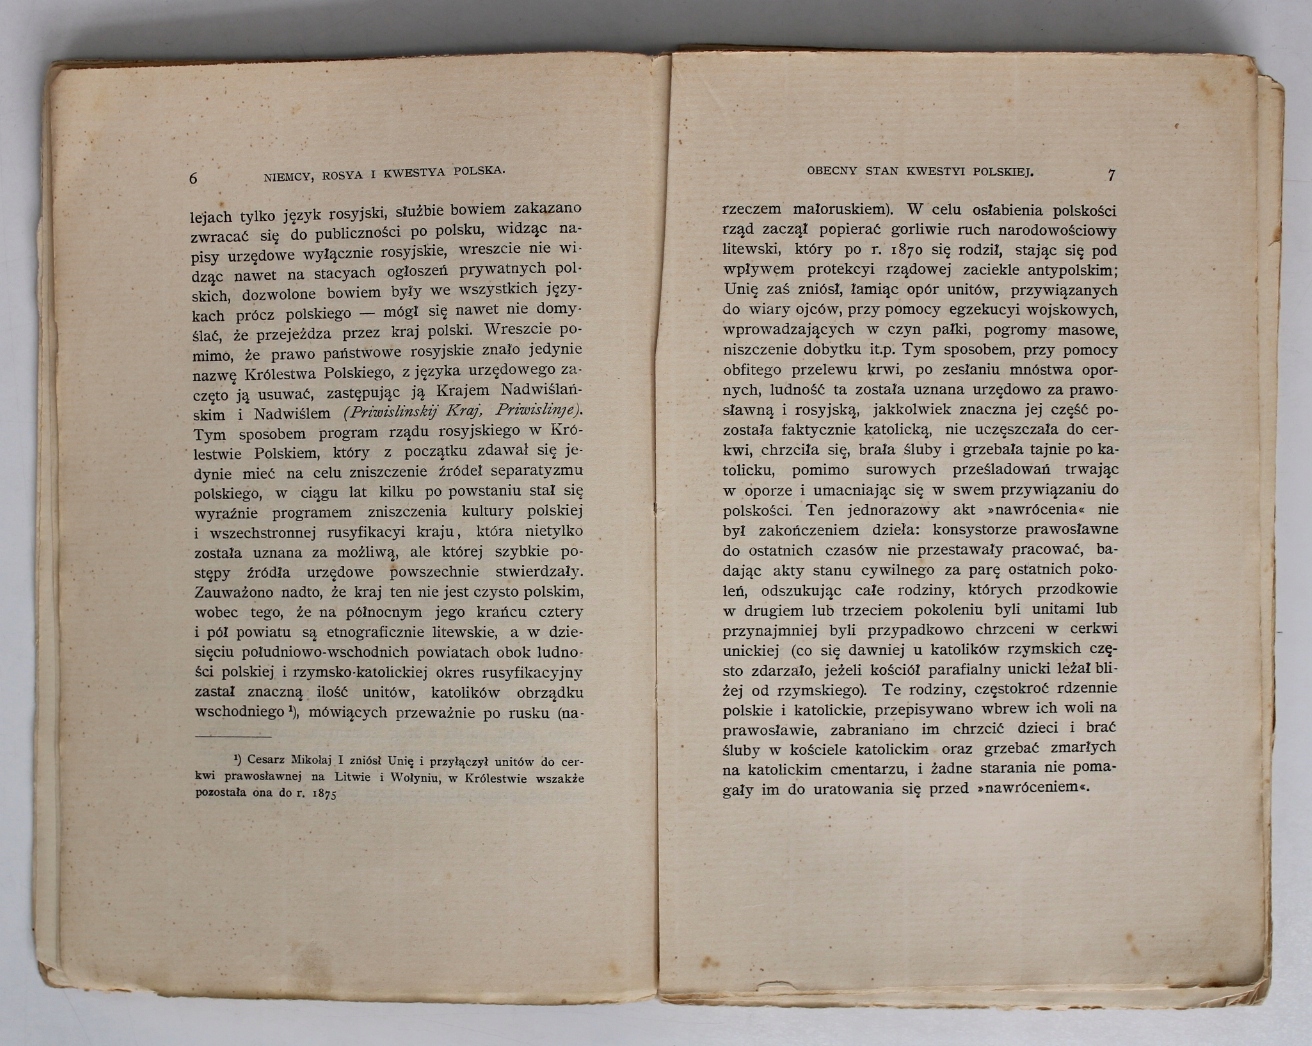 6 NIEMCY, ROSYA I KWESTYA POLSKA.
lejach tylko język rosyjski, służbie bowiem zakazano
zwracać się do publiczności po polsku, widząc na-
pisy urzędowe wyłącznie rosyjskie, wreszcie nie wi-
dząc nawet na stacyach ogłoszeń prywatnych pol-
skich, dozwolone bowiem były we wszystkich języ-
kach prócz polskiego — mógł się nawet nie domy-
ślać, że przejeżdza przez kraj polski. Wreszcie po-
mimo, że prawo państwowe rosyjskie znało jedynie
nazwę Królestwa Polskiego, z języka urzędowego za-
częto ją usuwać, zastępując ją Krajem Nadwiślań-
skim i Nadwiślem (Priwislinskij Kraj, Priwislinje).
Tym sposobem program rządu rosyjskiego w Kró-
lestwie Polskiem, który z początku zdawał się je-
dynie mieć na celu zniszczenie źródeł separatyzmu
polskiego, w ciągu lat kilku po powstaniu stał się
wyraźnie programem zniszczenia kultury polskiej
i wszechstronnej rusyfikacyi kraju, która nietylko
została uznana za możliwą, ale której szybkie po-
stępy źródła urzędowe powszechnie stwierdzały.
Zauważono nadto, że kraj ten nie jest czysto polskim,
wobec tego, że na północnym jego krańcu cztery
i pół powiatu są etnograficznie litewskie, a w dzie-
sięciu południowo-wschodnich powiatach obok ludno-
ści polskiej i rzymsko-katolickiej okres rusyfikacyjny
zastał znaczną ilość unitów, katolików obrządku
wschodniego ¹), mówiących przeważnie po rusku (na-
¹) Cesarz Mikołaj I zniósł Unię i przyłączył unitów do cer-
kwi prawosławnej na Litwie i Wołyniu, w Królestwie wszakże
pozostała ona do r. 1875
OBECNY STAN KWESTYI POLSKIEJ. 7
rzeczem małoruskiem). W celu osłabienia polskości
rząd zaczął popierać gorliwie ruch narodowościowy
litewski, który po r. 1870 się rodził, stając się pod
wpływem protekcyi rządowej zaciekle antypolskim;
Unię zaś zniósł, łamiąc opór unitów, przywiązanych
do wiary ojców, przy pomocy egzekucyi wojskowych,
wprowadzających w czyn pałki, pogromy masowe,
niszczenie dobytku it.p. Tym sposobem, przy pomocy
obfitego przelewu krwi, po zesłaniu mnóstwa opor-
nych, ludność ta została uznana urzędowo za prawo-
sławną i rosyjską, jakkolwiek znaczna jej część po-
została faktycznie katolicką, nie uczęszczała do cer-
kwi, chrzciła się, brała śluby i grzebała tajnie po ka-
tolicku, pomimo surowych prześladowań trwając
w oporze i umacniając się w swem przywiązaniu do
polskości. Ten jednorazowy akt »nawrócenia« nie
był zakończeniem dzieła: konsystorze prawosławne
do ostatnich czasów nie przestawały pracować, ba-
dając akty stanu cywilnego za parę ostatnich poko-
leń, odszukując całe rodziny, których przodkowie
w drugiem lub trzeciem pokoleniu byli unitami lub
przynajmniej byli przypadkowo chrzceni w cerkwi
unickiej (co się dawniej u katolików rzymskich czę-
sto zdarzało, jeżeli kościół parafialny unicki leżał bli-
żej od rzymskiego). Te rodziny, częstokroć rdzennie
polskie i katolickie, przepisywano wbrew ich woli na
prawosławie, zabraniano im chrzcić dzieci i brać
śluby w kościele katolickim oraz grzebać zmarłych
na katolickim cmentarzu, i żadne starania nie poma-
gały im do uratowania się przed »nawróceniem«.